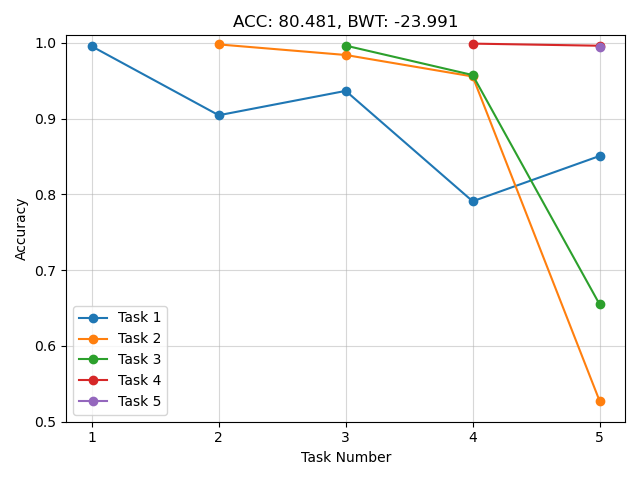 ACC: 80.481, BWT: -23.991
1.0
0.9
0.8
0.7
0.6
0.5
Accuracy
Task 1
Task 2
Task 3
Task 4
Task 5
1 2 3 4 5
Task Number